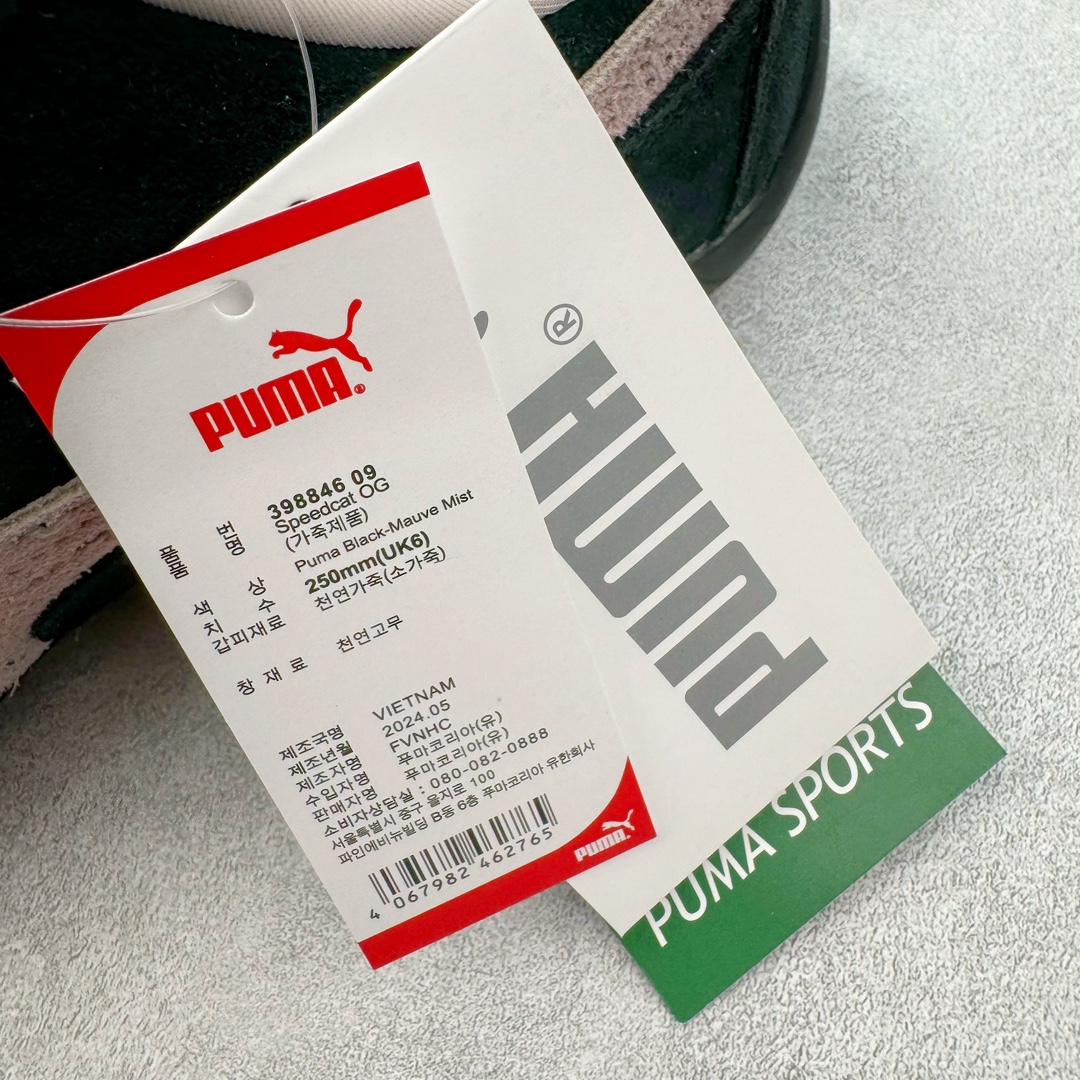 PUMA®
품 번 398846 09
품 명 Speedcat OG
(가죽제품)
색 상 Puma Black-Mauve Mist
치 수 250mm(UK6)
갑피재료 천연가죽(소가죽)
창 재 료 천연고무
제조국명 VIETNAM
제조년월 2024.05
제조자명 FVNHC
수입자명 푸마코리아(유)
판매자명 푸마코리아(유)
소비자상담실 : 080-082-0888
서울특별시 중구 을지로 100
파인에비뉴빌딩 B동 6층 푸마코리아 유한회사
4 067982 462765
PUMA
PUMA®
PUMA SPORTS